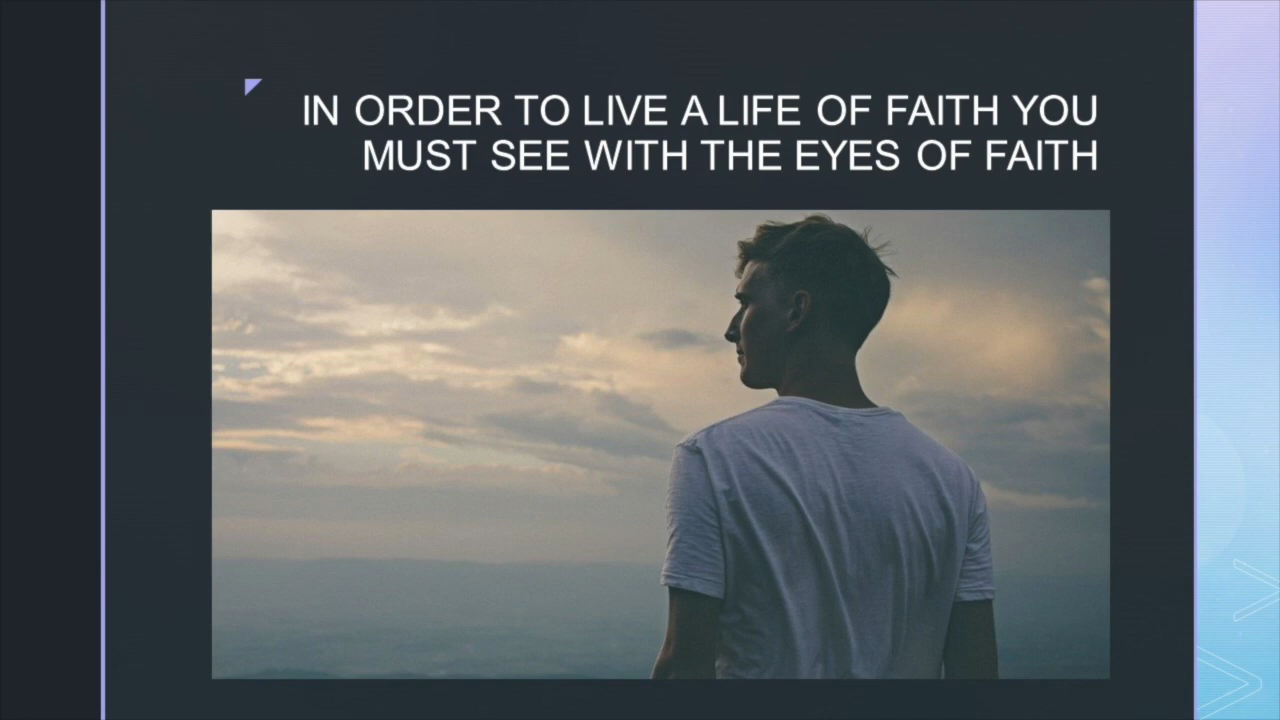 IN ORDER TO LIVE A LIFE OF FAITH YOU
MUST SEE WITH THE EYES OF FAITH